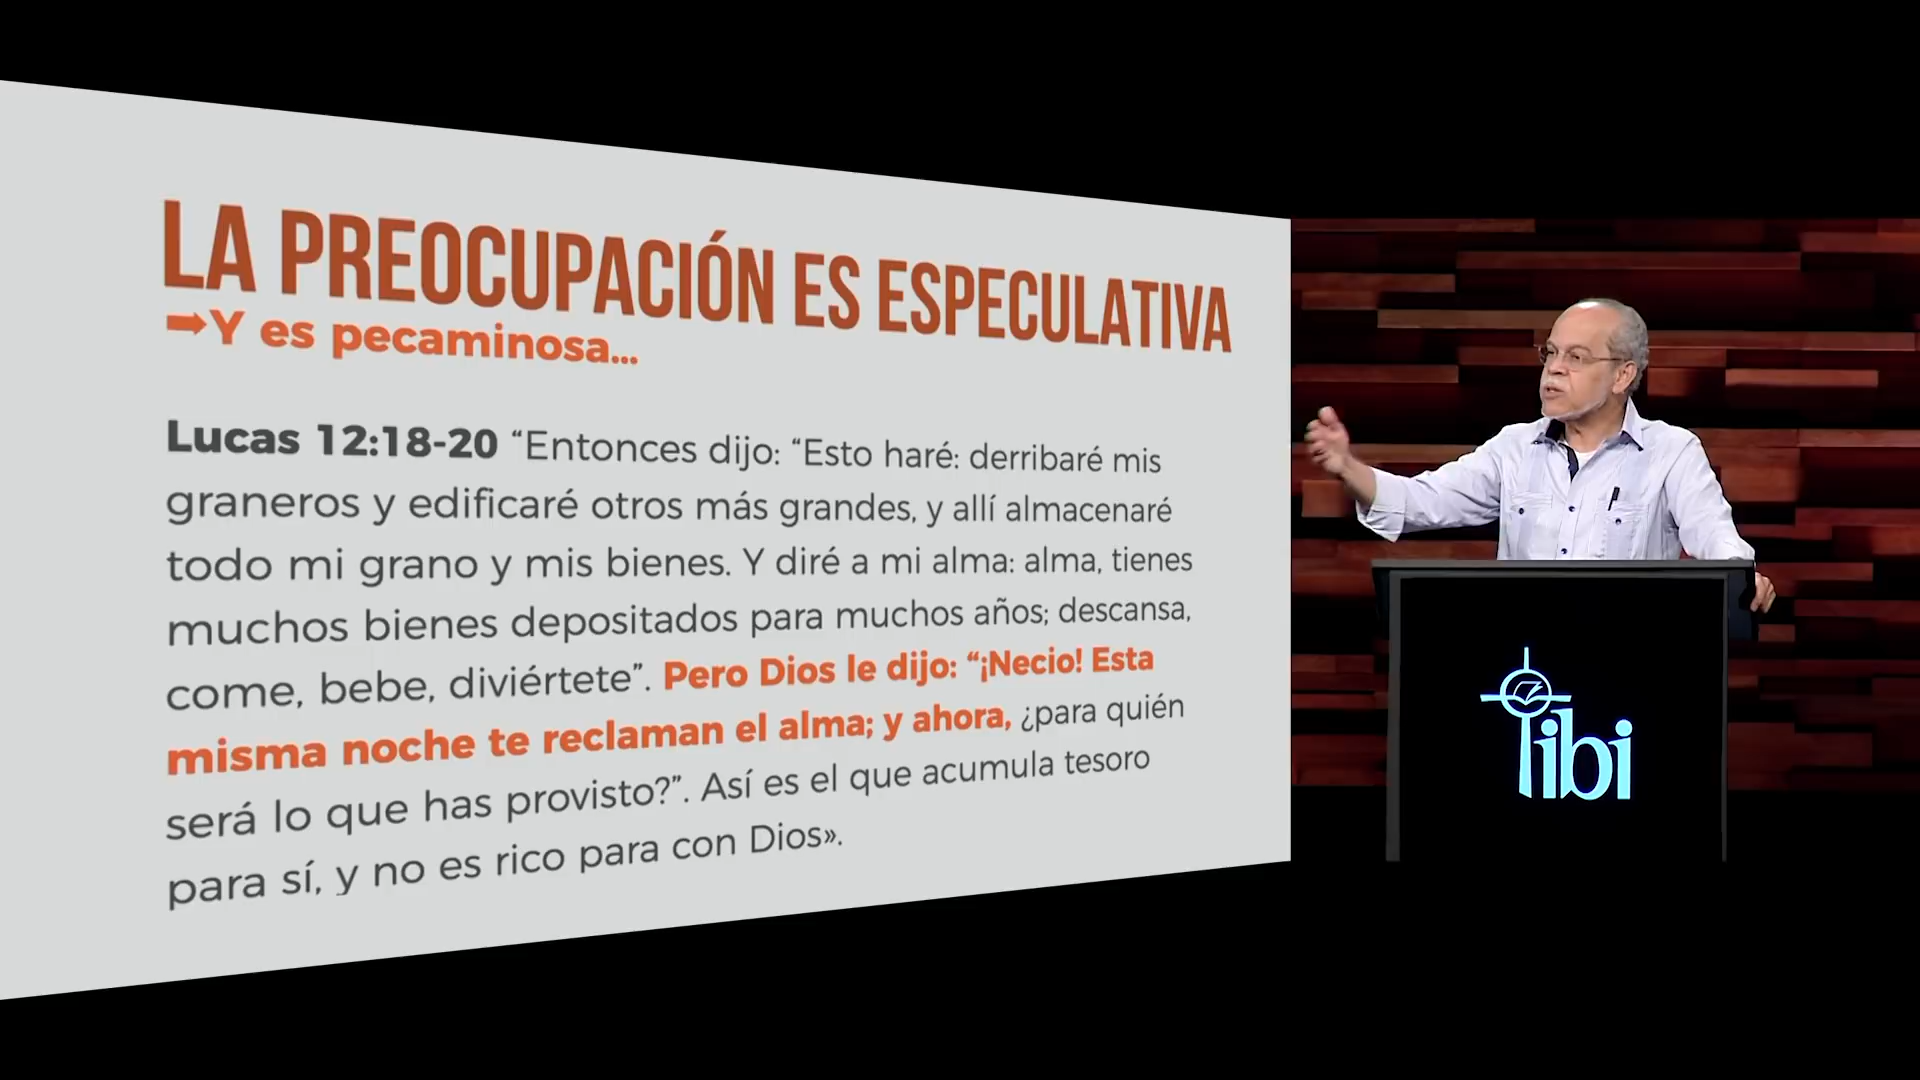 LA PREOCUPACIÓN ES ESPECULATIVA
➡Y es pecaminosa...
Lucas 12:18-20 “Entonces dijo: “Esto haré: derribaré mis
graneros y edificaré otros más grandes, y allí almacenaré
todo mi grano y mis bienes. Y diré a mi alma: alma, tienes
muchos bienes depositados para muchos años; descansa,
come, bebe, diviértete”. Pero Dios le dijo: “¡Necio! Esta
misma noche te reclaman el alma; y ahora, ¿para quién
será lo que has provisto?”. Así es el que acumula tesoro
para sí, y no es rico para con Dios».
ibi